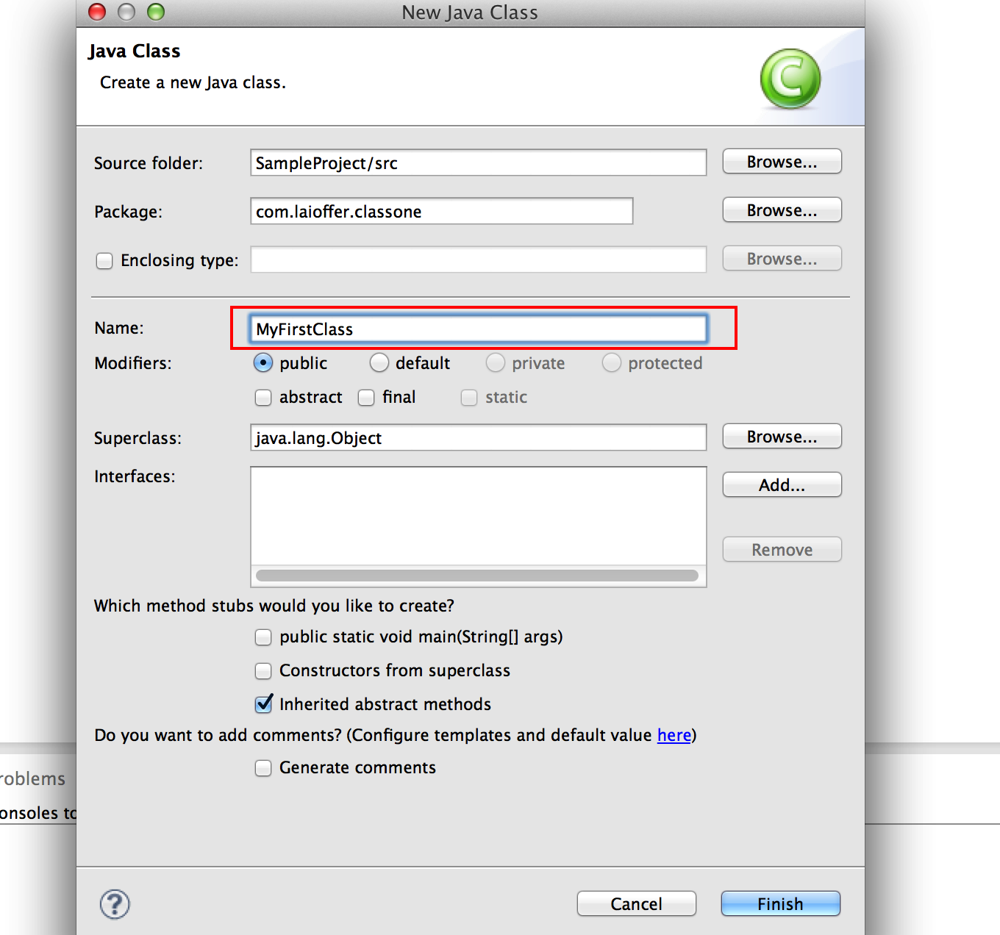 New Java Class
Java Class
Create a new Java class.
C
Source folder: SampleProject/src Browse...
Package: com.laioffer.classone Browse...
Enclosing type: Browse...
Name: MyFirstClass
Modifiers: public default private protected
abstract final static
Superclass: java.lang.Object Browse...
Interfaces: Add...
Remove
Which method stubs would you like to create?
public static void main(String[] args)
Constructors from superclass
Inherited abstract methods
Do you want to add comments? (Configure templates and default value here)
Generate comments
roblems
onsoles to
? Cancel Finish